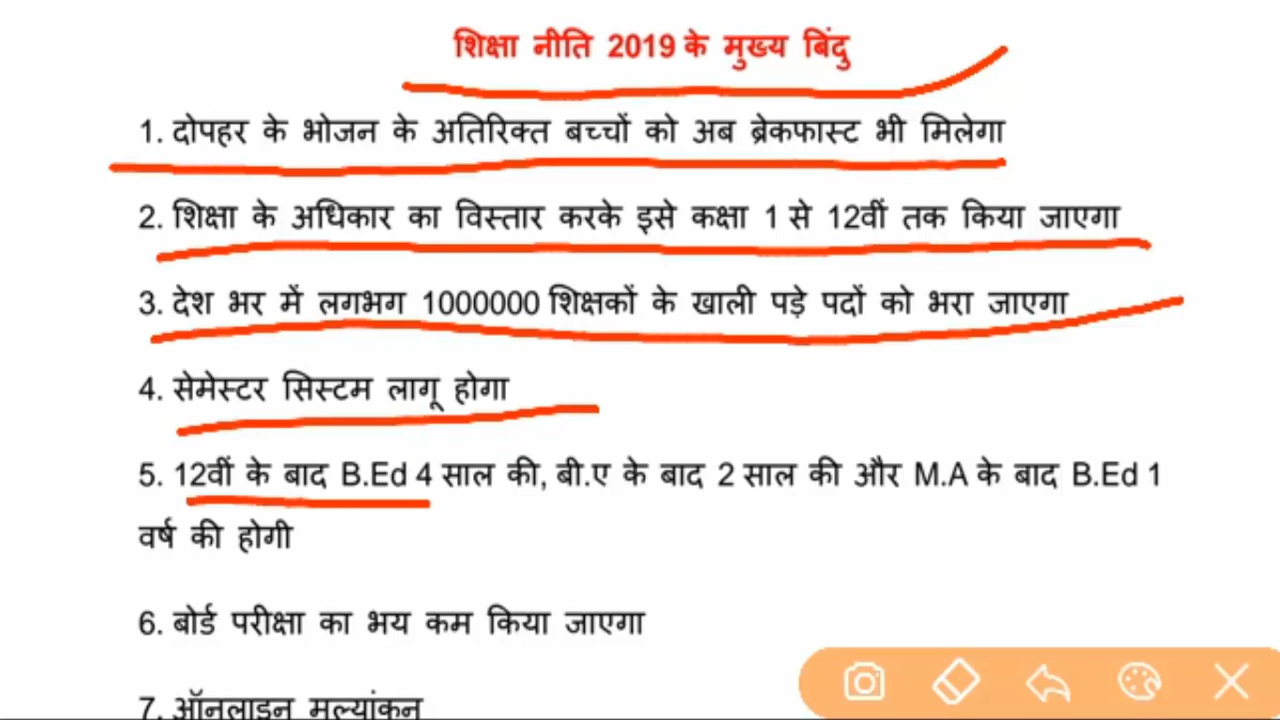 शिक्षा नीति 2019 के मुख्य बिंदु
1. दोपहर के भोजन के अतिरिक्त बच्चों को अब ब्रेकफास्ट भी मिलेगा
2. शिक्षा के अधिकार का विस्तार करके इसे कक्षा 1 से 12वीं तक किया जाएगा
3. देश भर में लगभग 1000000 शिक्षकों के खाली पड़े पदों को भरा जाएगा
4. सेमेस्टर सिस्टम लागू होगा
5. 12वीं के बाद B.Ed 4 साल की, बी.ए के बाद 2 साल की और M.A के बाद B.Ed 1
वर्ष की होगी
6. बोर्ड परीक्षा का भय कम किया जाएगा
7. ऑनलाइन मूल्यांकन